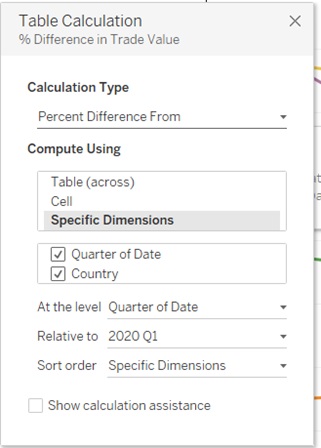 Table Calculation
% Difference in Trade Value
Calculation Type
Percent Difference From
Compute Using
Table (across)
Cell
Specific Dimensions
Quarter of Date
Country
At the level Quarter of Date
Relative to 2020 Q1
Sort order Specific Dimensions
Show calculation assistance